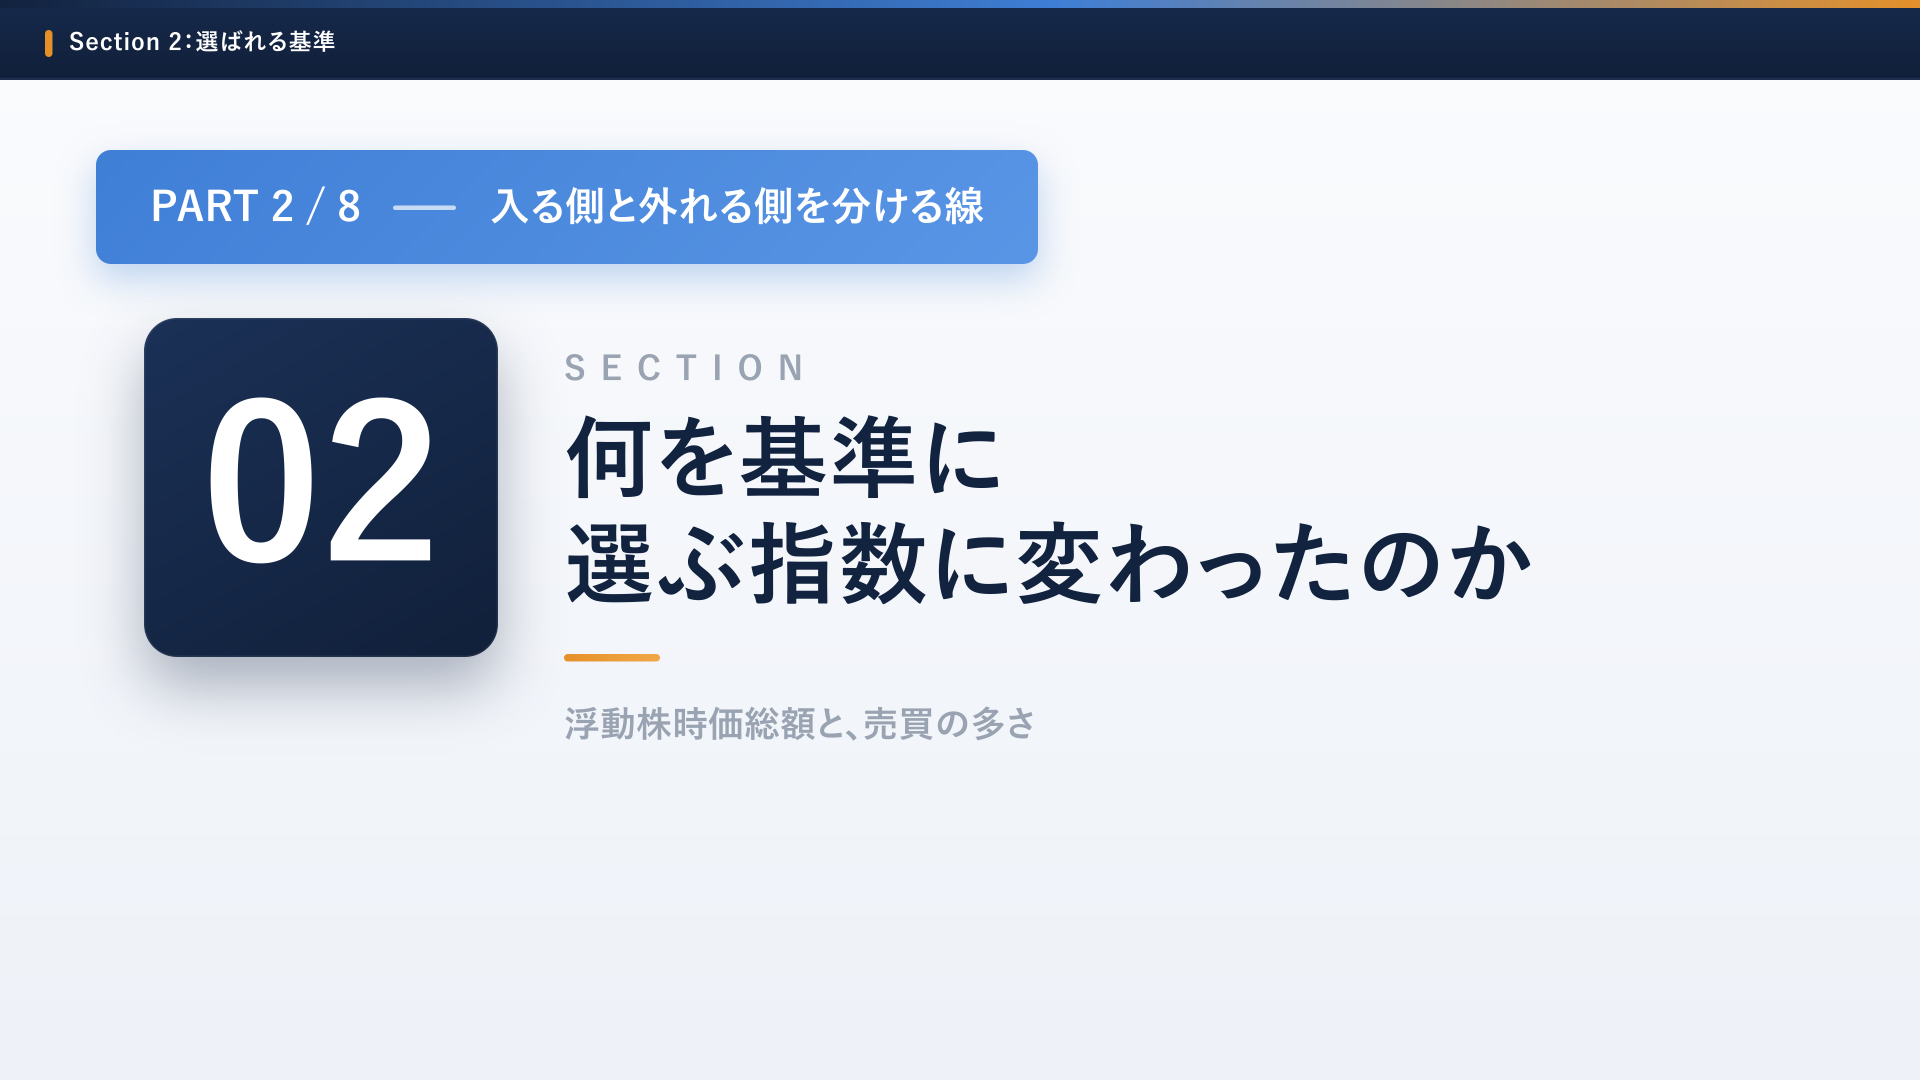 Section 2：選ばれる基準
PART 2 / 8 — 入る側と外れる側を分ける線
02
SECTION
何を基準に
選ぶ指数に変わったのか
浮動株時価総額と、売買の多さ